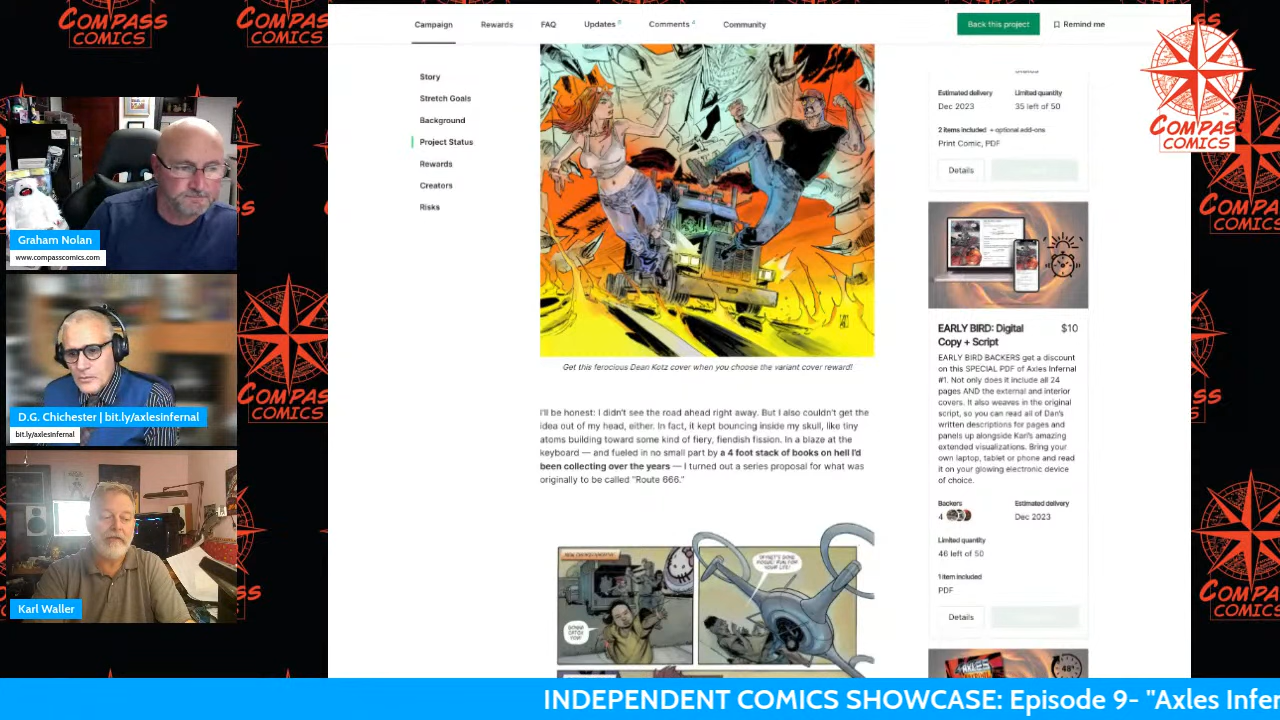 COMPASS
COMICS
COMPASS
COMICS
Campaign
Rewards
FAQ
Updates
Comments 4
Community
Back this project
Remind me
Story
Stretch Goals
Background
Project Status
Rewards
Creators
Risks
Graham Nolan
www.compasscomics.com
D.G. Chichester | bit.ly/axlesinfernal
bit.ly/axlesinfernal
Karl Waller
Get this ferocious Dean Kotz cover when you choose the variant cover reward!
I'll be honest: I didn't see the road ahead right away. But I also couldn't get the
idea out of my head, either. In fact, it kept bouncing inside my skull, like tiny
atoms building toward some kind of fiery, fiendish fission. In a blaze at the
keyboard — and fueled in no small part by a 4 foot stack of books on hell I'd
been collecting over the years — I turned out a series proposal for what was
originally to be called "Route 666."
Estimated delivery
Limited quantity
Dec 2023
35 left of 50
2 items included + optional add-ons
Print Comic, PDF
Details
EARLY BIRD: Digital
Copy + Script
$10
EARLY BIRD BACKERS get a discount
on this SPECIAL PDF of Axles Infernal
#1. Not only does it include all 24
pages AND the external and interior
covers. It also weaves in the original
script, so you can read all of Dan's
written descriptions for pages and
panels up alongside Karl's amazing
extended visualizations. Bring your
own laptop, tablet or phone and read
it on your glowing electronic device
of choice.
Backers
Estimated delivery
4
Dec 2023
Limited quantity
46 left of 50
1 item included
PDF
Details
AXLES
48
COMPASS
COMICS
COMPASS
COMICS
COMPASS
COMICS
INDEPENDENT COMICS SHOWCASE: Episode 9- "Axles Infer